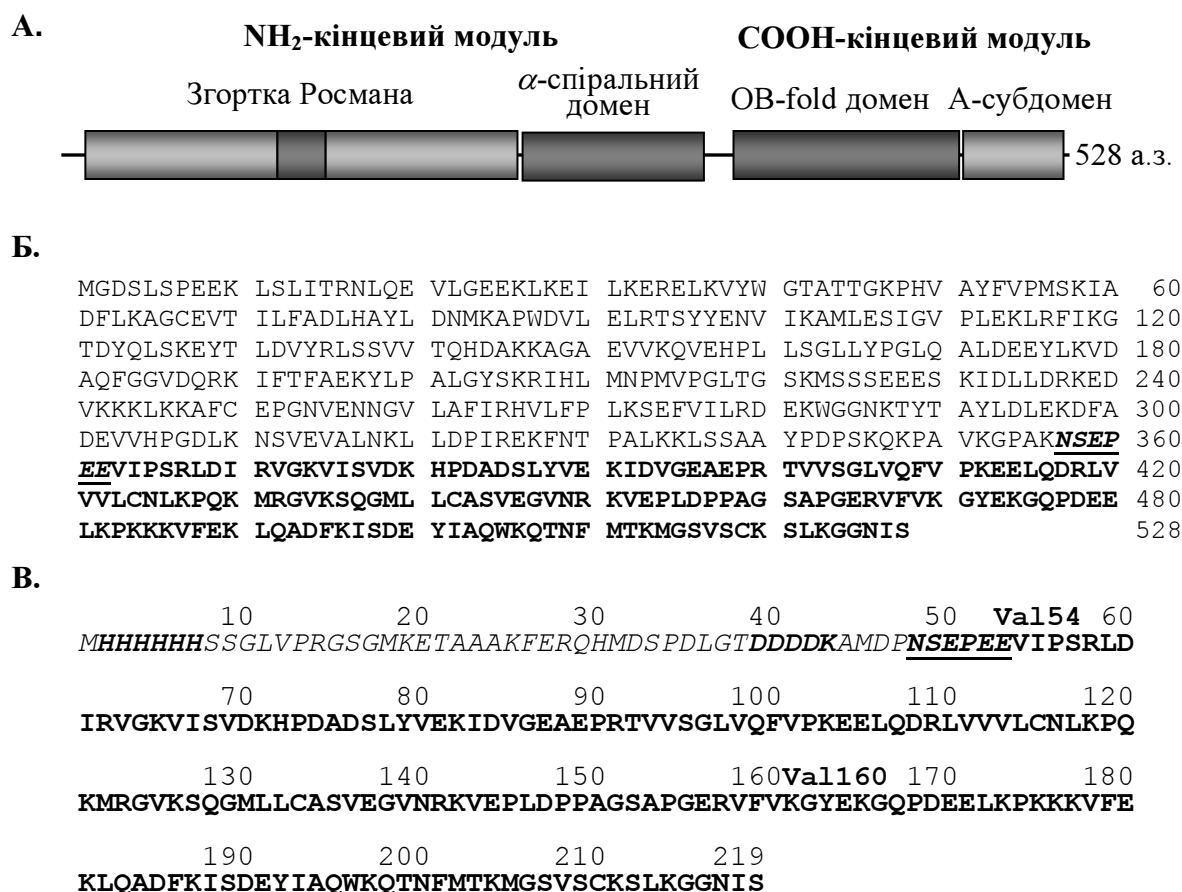 А.
NH2-кінцевий модуль COOH-кінцевий модуль
Згортка Росмана α-спіральний домен OB-fold домен А-субдомен
528 а.з.
Б.
MGDSLSPEEK LSLITRNLQE VLGEEKLKEI LKERELKVYW GTATTGKPHV AYFVPMSKIA 60
DFLKAGCEVT ILFADLHAYL DNMKAPWDVL ELRTSYYENV IKAMLESIGV PLEKLRFIKG 120
TDYQLSKEYT LDVYRLSSVV TQHDAKKAGA EVVKQVEHPL LSGLLYPGLQ ALDEEYLKVD 180
AQFGGVDQRK IFTFAEKYLP ALGYSKRIHL MNPMVPGLTG SKMSSSEEES KIDLLDRKED 240
VKKKLKKAFC EPGNVENNGV LAFIRHVLFP LKSEFVILRD EKWGGNKTYT AYLDLEKDFA 300
DEVVHPGDLK NSVEVALNKL LDPIREKFNT PALKKLSSAA YPDPSKQKPA VKGPAKNSEP 360
EEVIPSRLDI RVGKVISVDK HPDADSLYVE KIDVGEAEPR TVVSGLVQFV PKEELQDRLV 420
VVLCNLKPQK MRGVKSQGML LCASVEGVNR KVEPLDPPAG SAPGERVFVK GYEKGQPDEE 480
LKPKKKVFEK LQADFKISDE YIAQWKQTNF MTKMGSVSCK SLKGGNIS 528
В.
10 20 30 40 50 Val54 60
MHHHHHHSSGLVPRGSGMKETAAAKFERQHMDSPDLGTDDDDKAMDPNSEPEEVIPSRLD
70 80 90 100 110 120
IRVGKVISVDKHPDADSLYVEKIDVGEAEPRTVVSGLVQFVPKEELQDRLVVVLCNLKPQ
130 140 150 160Val160 170 180
KMRGVKSQGMLLCASVEGVNRKVEPLDPPAGSAPGERVFVKGYEKGQPDEELKPKKKVFE
190 200 210 219
KLQADFKISDEYIAQWKQTNFMTKMGSVSCKSLKGGNIS